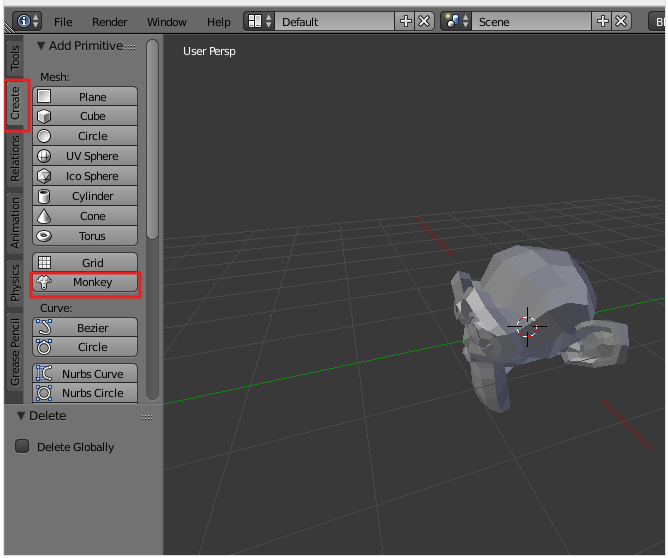 File Render Window Help Default Scene
User Persp
Tools
Create
Relations
Animation
Physics
Grease Pencil
Add Primitive
Mesh:
Plane
Cube
Circle
UV Sphere
Ico Sphere
Cylinder
Cone
Torus
Grid
Monkey
Curve:
Bezier
Circle
Nurbs Curve
Nurbs Circle
Delete
Delete Globally